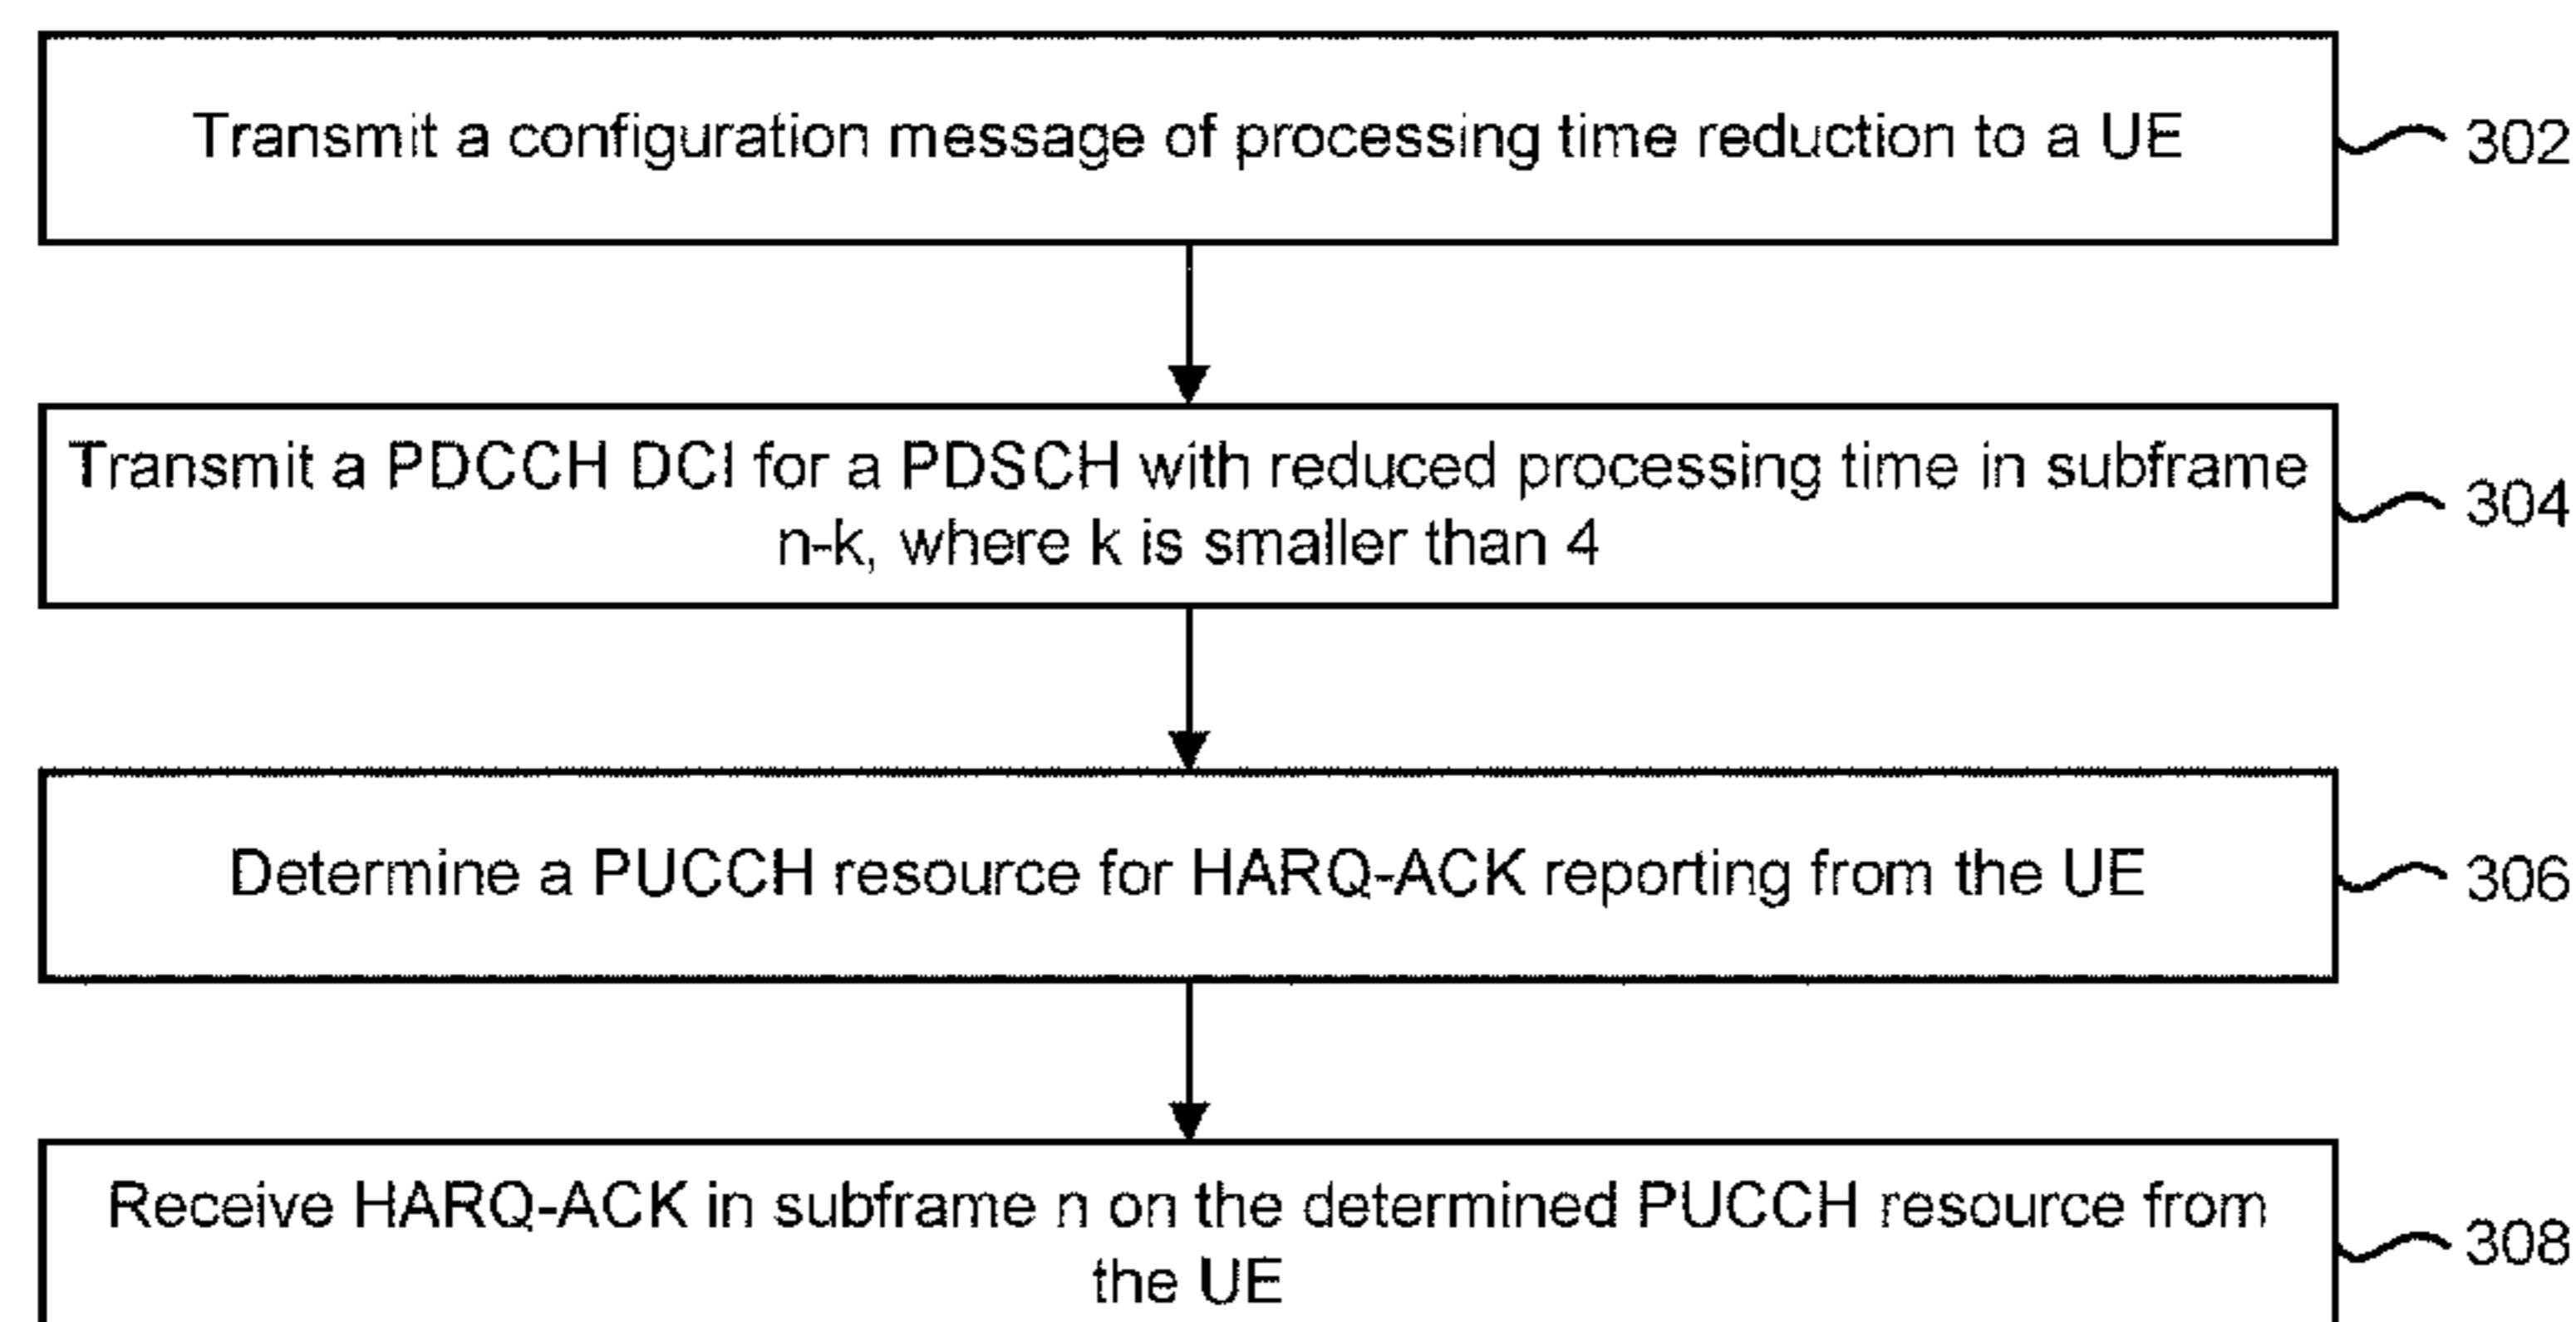 Transmit a configuration message of processing time reduction to a UE
302
Transmit a PDCCH DCI for a PDSCH with reduced processing time in subframe
n-k, where k is smaller than 4
304
Determine a PUCCH resource for HARQ-ACK reporting from the UE
306
Receive HARQ-ACK in subframe n on the determined PUCCH resource from
the UE
308